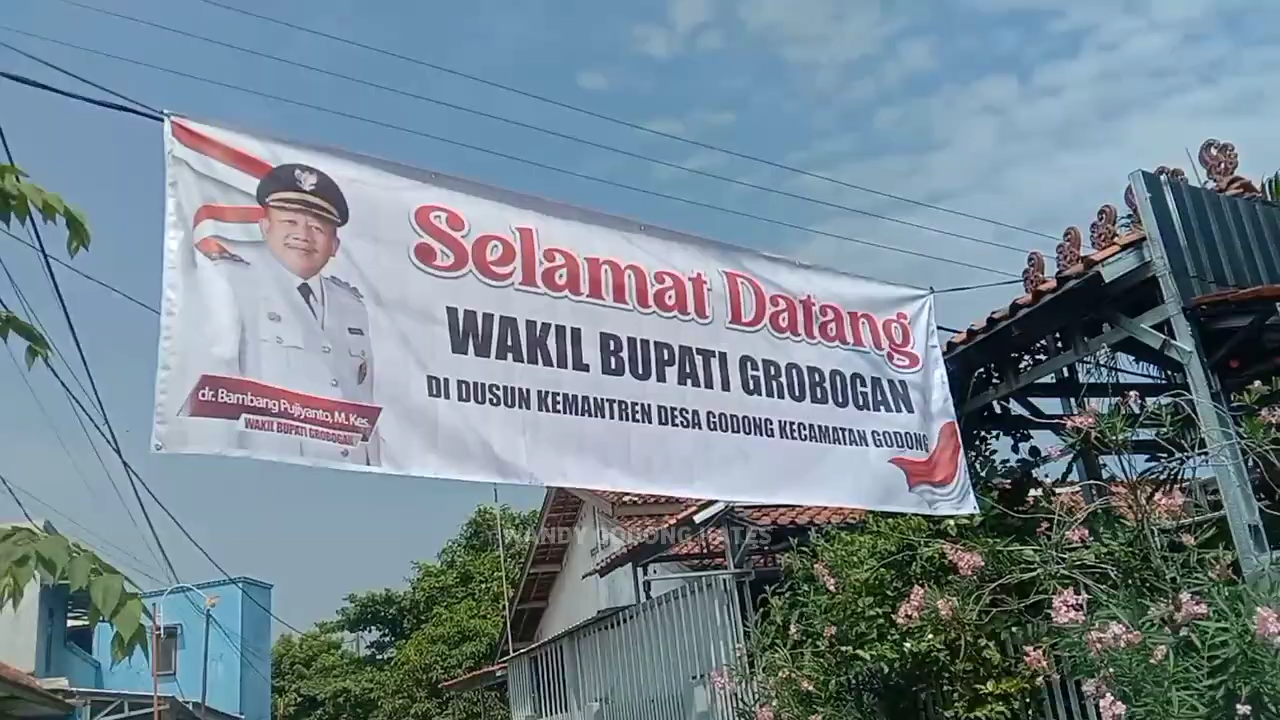 Selamat Datang
WAKIL BUPATI GROBOGAN
DI DUSUN KEMANTREN DESA GODONG KECAMATAN GODONG
dr. Bambang Pujiyanto, M. Kes.
WAKIL BUPATI GROBOGAN